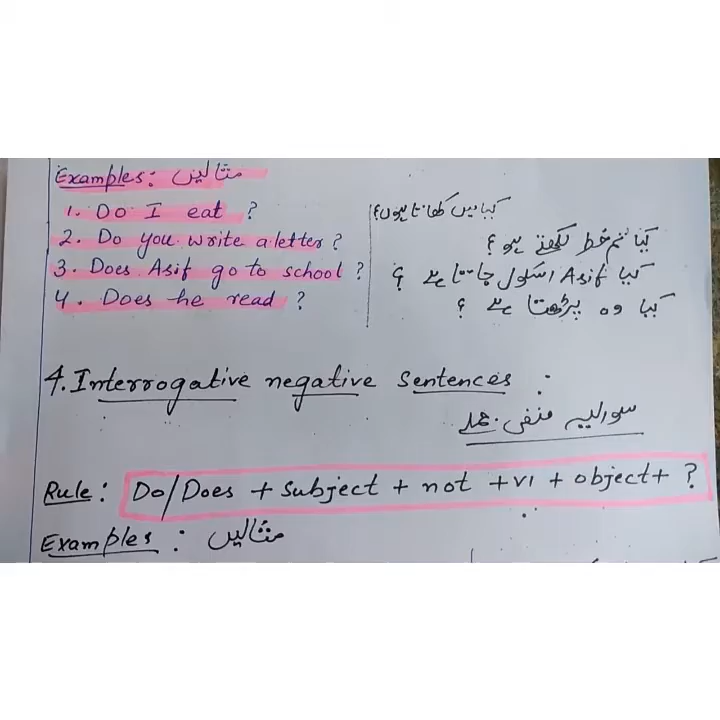 Examples: مثالیں
1. Do I eat ? کیا میں کھاتا ہوں؟
2. Do you write a letter ? کیا تم خط لکھتے ہو ؟
3. Does Asif go to school ? کیا Asif اسکول جاتا ہے ؟
4. Does he read ? کیا وہ پڑھتا ہے ؟
4. Interrogative negative sentences :
سوالیہ منفی جملے
Rule : Do/Does + subject + not + v1 + object + ?
Examples : مثالیں